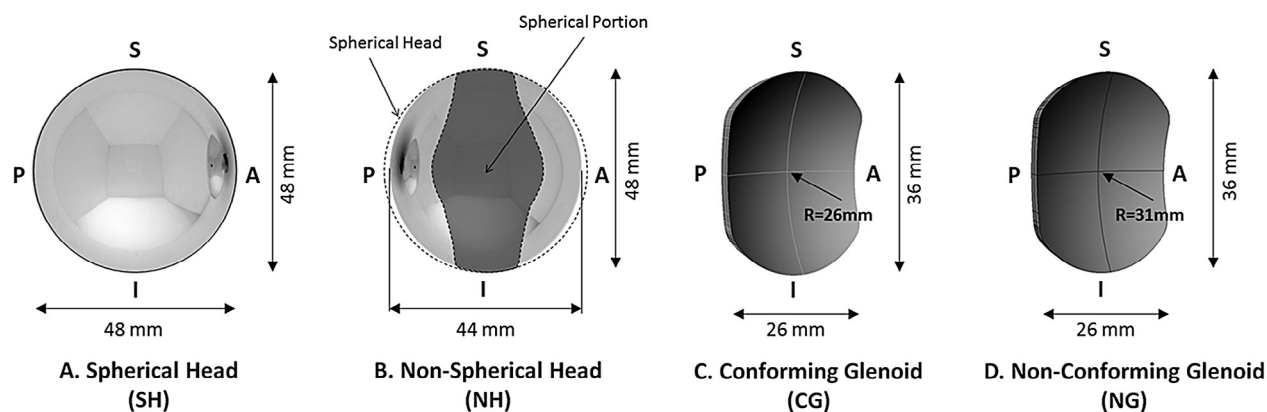 S
P
A
I
48 mm
48 mm
A. Spherical Head
(SH)
Spherical Head
Spherical Portion
S
A
I
48 mm
44 mm
B. Non-Spherical Head
(NH)
S
P
A
I
R=26mm
36 mm
26 mm
C. Conforming Glenoid
(CG)
S
P
A
I
R=31mm
36 mm
26 mm
D. Non-Conforming Glenoid
(NG)
P